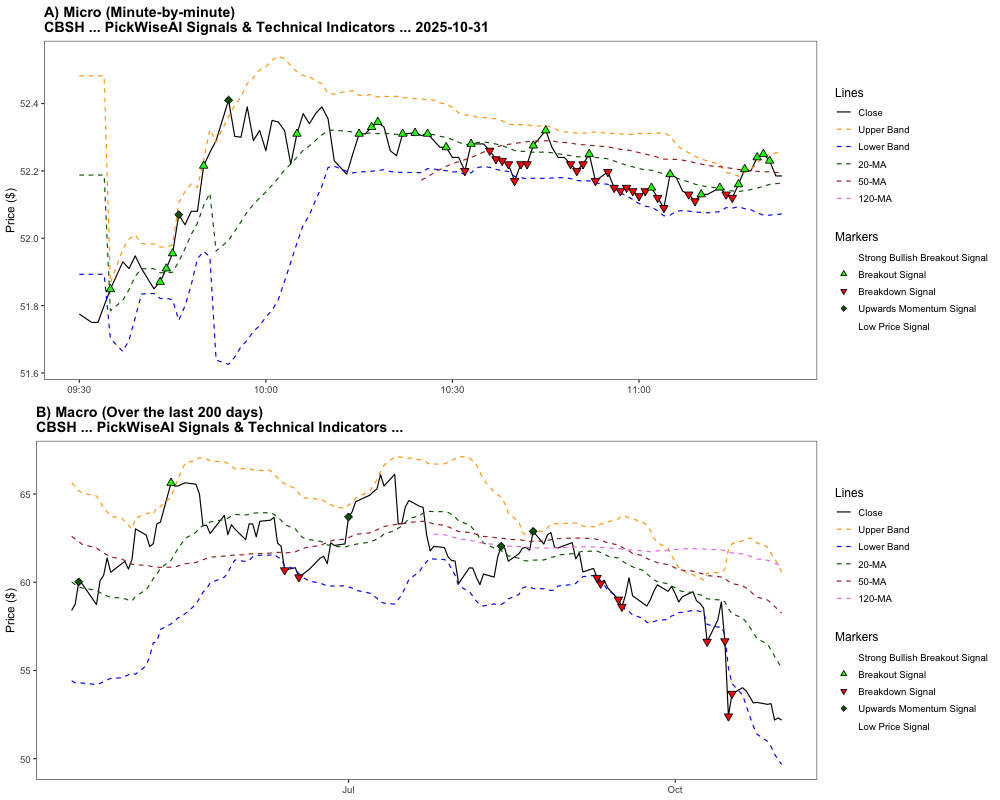 A) Micro (Minute-by-minute)
CBSH ... PickWiseAI Signals & Technical Indicators ... 2025-10-31
Price ($)
52.4
52.2
52.0
51.8
51.6
09:30
10:00
10:30
11:00
Lines
Close
Upper Band
Lower Band
20-MA
50-MA
120-MA
Markers
Strong Bullish Breakout Signal
Breakout Signal
Breakdown Signal
Upwards Momentum Signal
Low Price Signal
B) Macro (Over the last 200 days)
CBSH ... PickWiseAI Signals & Technical Indicators ...
Price ($)
65
60
55
50
Jul
Oct
Lines
Close
Upper Band
Lower Band
20-MA
50-MA
120-MA
Markers
Strong Bullish Breakout Signal
Breakout Signal
Breakdown Signal
Upwards Momentum Signal
Low Price Signal